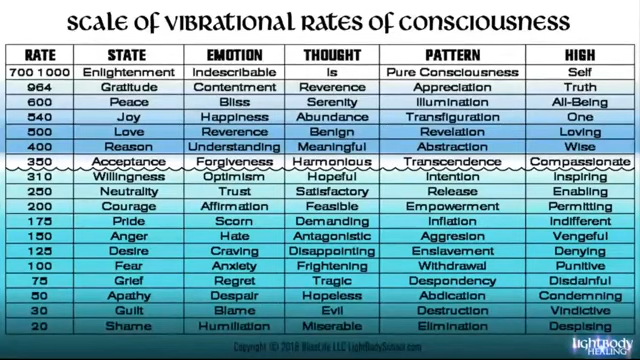 SCALE OF VIBRATIONAL RATES OF CONSCIOUSNESS
RATE STATE EMOTION THOUGHT PATTERN HIGH
700 1000 Enlightenment Indescribable Is Pure Consciousness Self
964 Gratitude Contentment Reverence Appreciation Truth
600 Peace Bliss Serenity Illumination All-Being
540 Joy Happiness Abundance Transfiguration One
500 Love Reverence Benign Revelation Loving
400 Reason Understanding Meaningful Abstraction Wise
350 Acceptance Forgiveness Harmonious Transcendence Compassionate
310 Willingness Optimism Hopeful Intention Inspiring
250 Neutrality Trust Satisfactory Release Enabling
200 Courage Affirmation Feasible Empowerment Permitting
175 Pride Scorn Demanding Inflation Indifferent
150 Anger Hate Antagonistic Aggresion Vengeful
125 Desire Craving Disappointing Enslavement Denying
100 Fear Anxiety Frightening Withdrawal Punitive
75 Grief Regret Tragic Despondency Disdainful
50 Apathy Despair Hopeless Abdication Condemning
30 Guilt Blame Evil Destruction Vindictive
20 Shame Humiliation Miserable Elimination Despising
Copyright © 2018 LLC
LightBody
HEALING